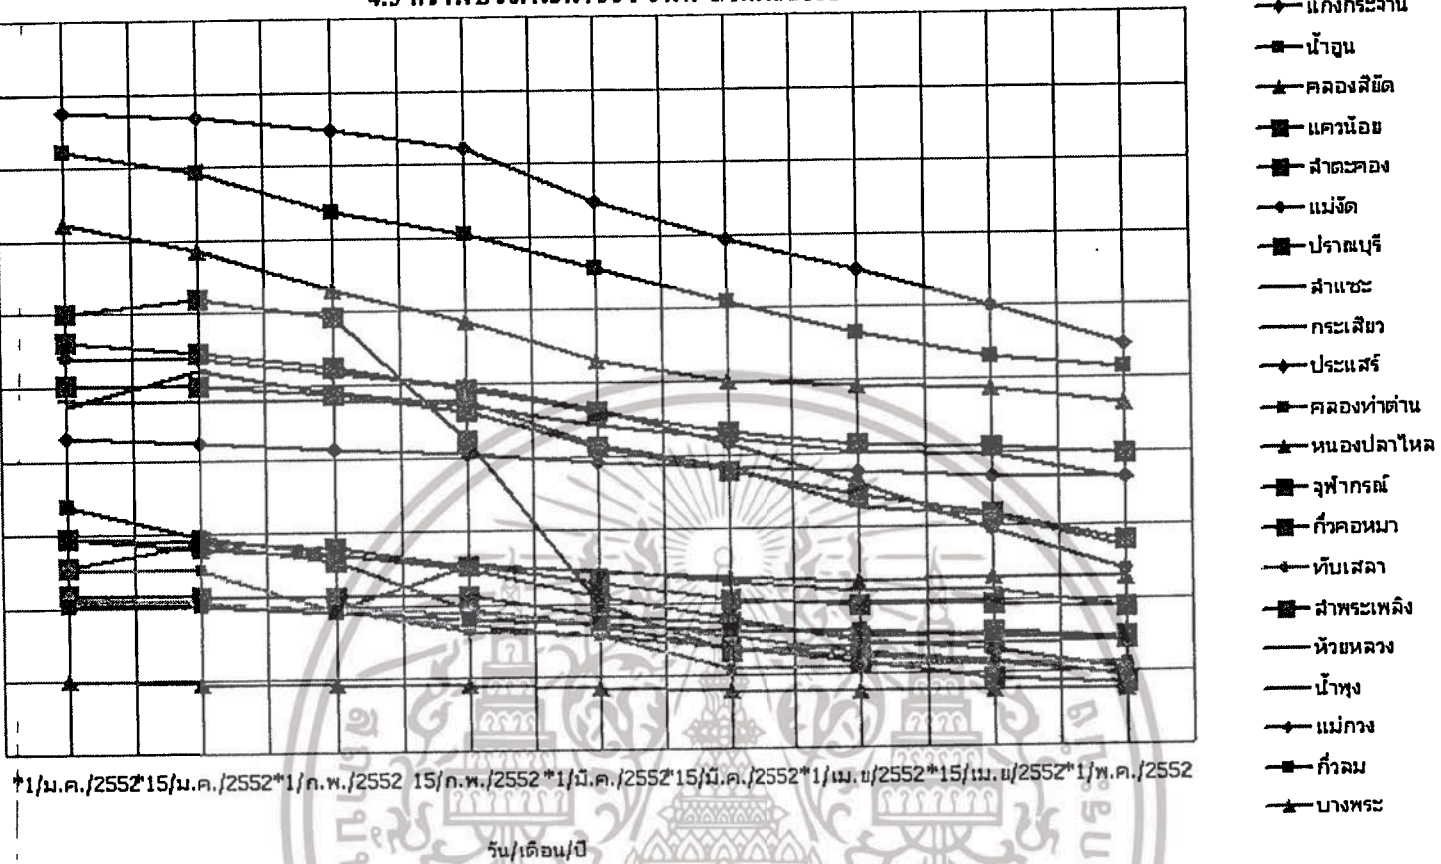 แก่งกระจาน
น้ำอูน
คลองสียัด
แควน้อย
ลำตะคอง
แม่งัด
ปราณบุรี
ลำแซะ
กระเสียว
ประแสร์
คลองท่าด่าน
หนองปลาไหล
จุฬากรณ์
กิ่วคอหมา
ทับเสลา
ลำพระเพลิง
ห้วยหลวง
น้ำพุง
แม่กวง
กิ่วลม
บางพระ
*1/ม.ค./2552*15/ม.ค./2552*1/ก.พ./2552 15/ก.พ./2552 *1/มี.ค./2552*15/มี.ค./2552*1/เม.ย/2552*15/เม.ย/2552*1/พ.ค./2552
วัน/เดือน/ปี